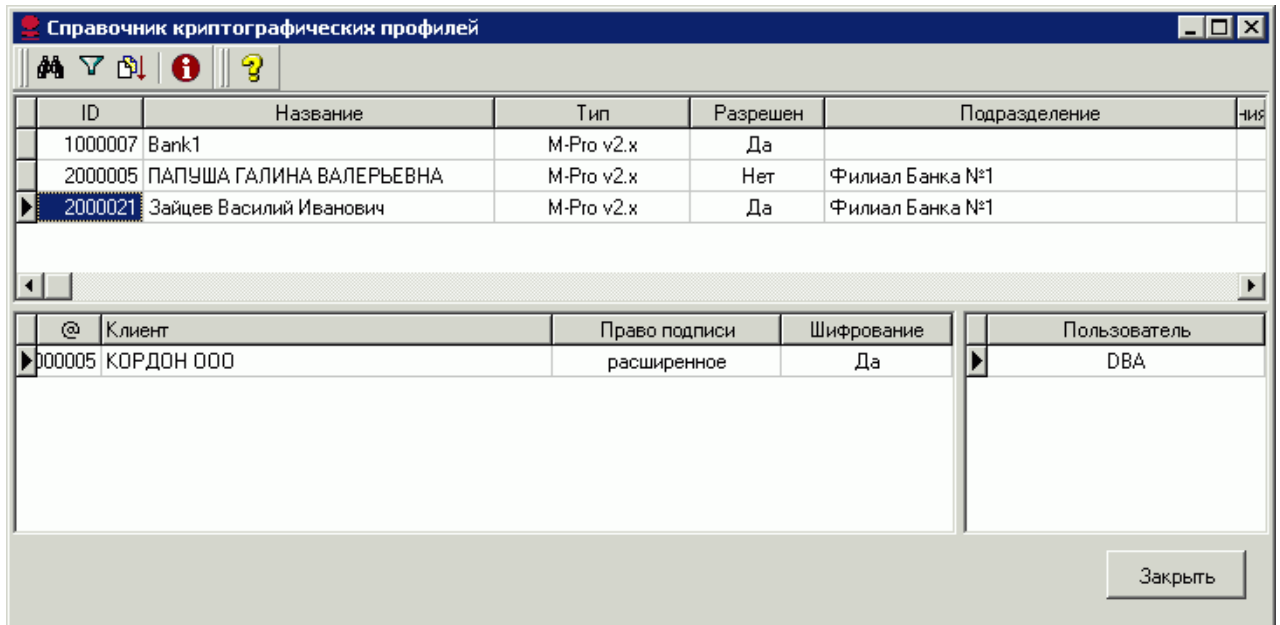 Справочник криптографических профилей
ID Название Тип Разрешен Подразделение ния
1000007 Bank1 M-Pro v2.x Да
2000005 ПАПУША ГАЛИНА ВАЛЕРЬЕВНА M-Pro v2.x Нет Филиал Банка №1
2000021 Зайцев Василий Иванович M-Pro v2.x Да Филиал Банка №1
@ Клиент Право подписи Шифрование Пользователь
000005 КОРДОН ООО расширенное Да DBA
Закрыть